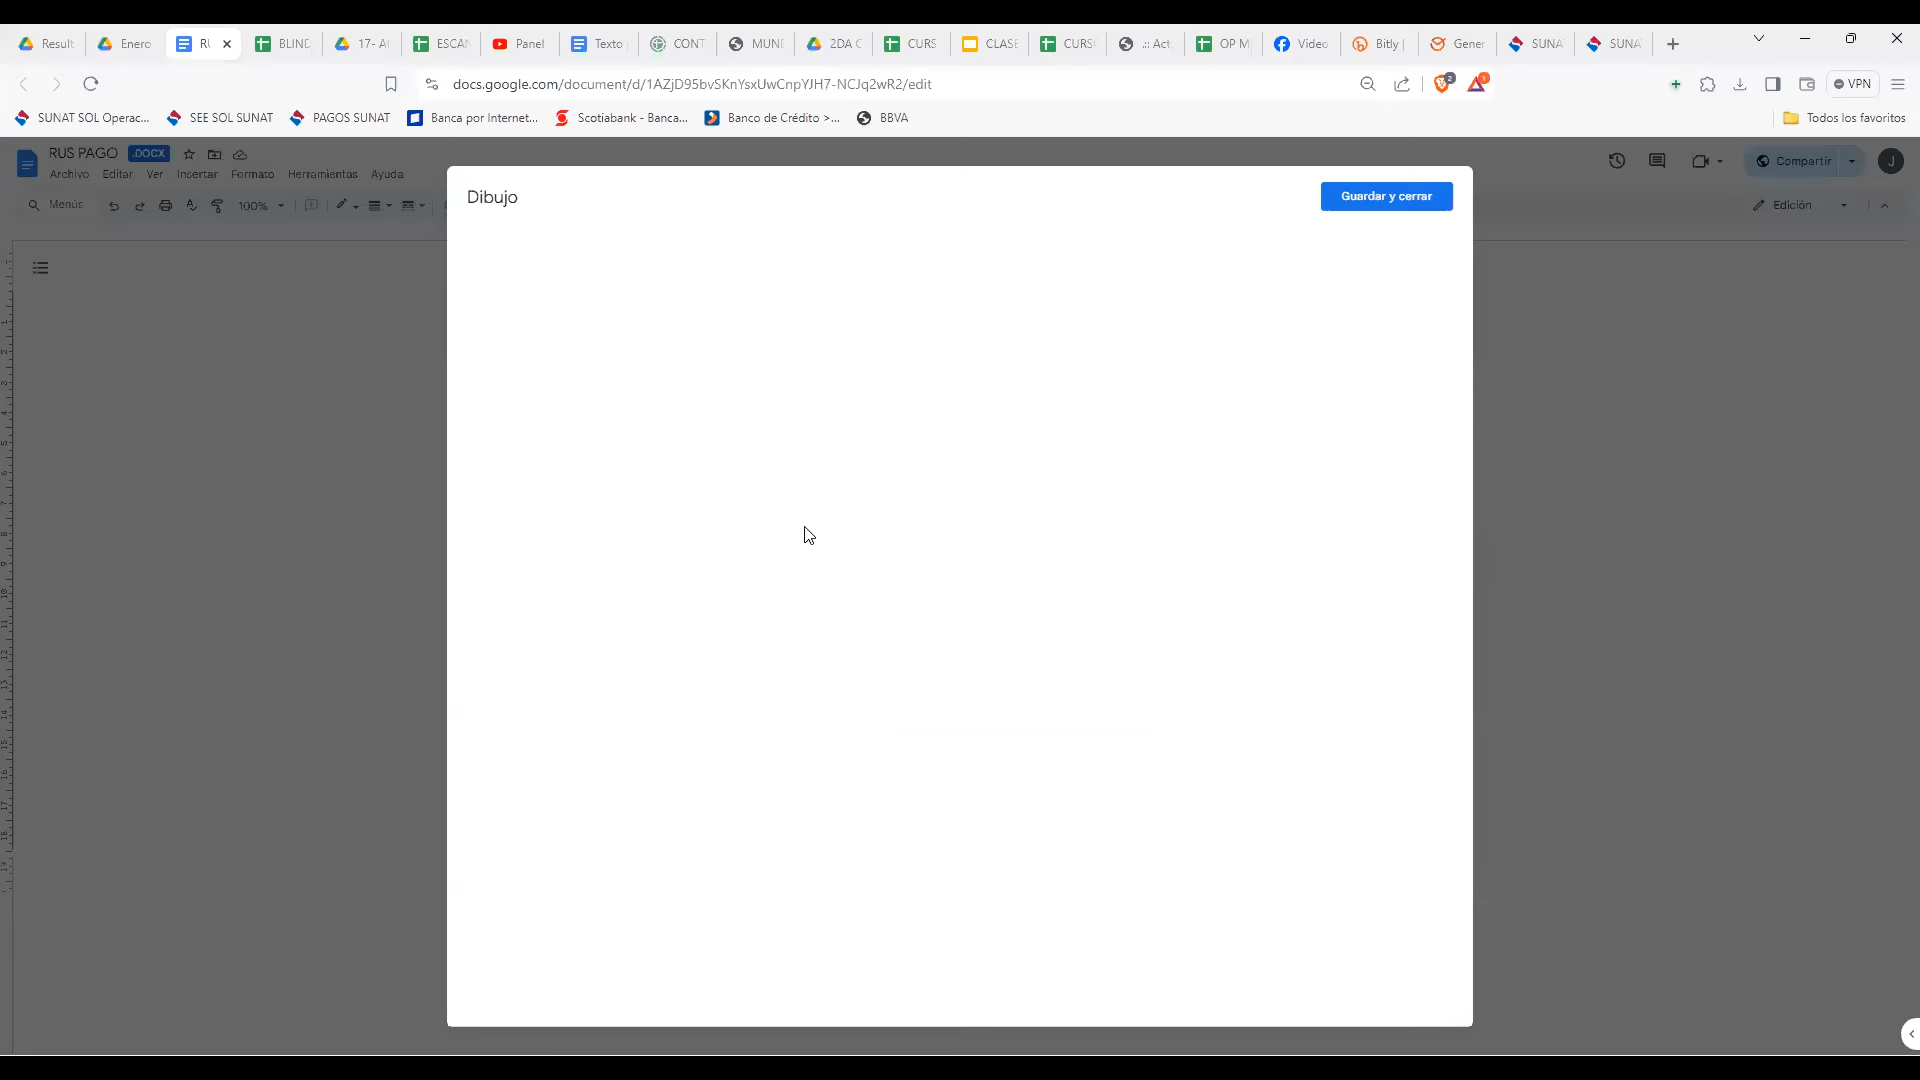 Result
Enero
RU
BLIND
17- A
ESCAN
Panel
Texto
CONT
MUND
2DA C
CURS
CLASE
CURS
.:: Act.
OP M
Video
Bitly |
Gener
SUNA
SUNA
docs.google.com/document/d/1AZjD95bvSKnYsxUwCnpYJH7-NCJq2wR2/edit
2
1
VPN
SUNAT SOL Operac...
SEE SOL SUNAT
PAGOS SUNAT
Banca por Internet...
Scotiabank - Banca...
Banco de Crédito >...
BBVA
Todos los favoritos
RUS PAGO
.DOCX
Archivo
Editar
Ver
Insertar
Formato
Herramientas
Ayuda
Compartir
J
Menús
100%
Edición
Dibujo
Guardar y cerrar